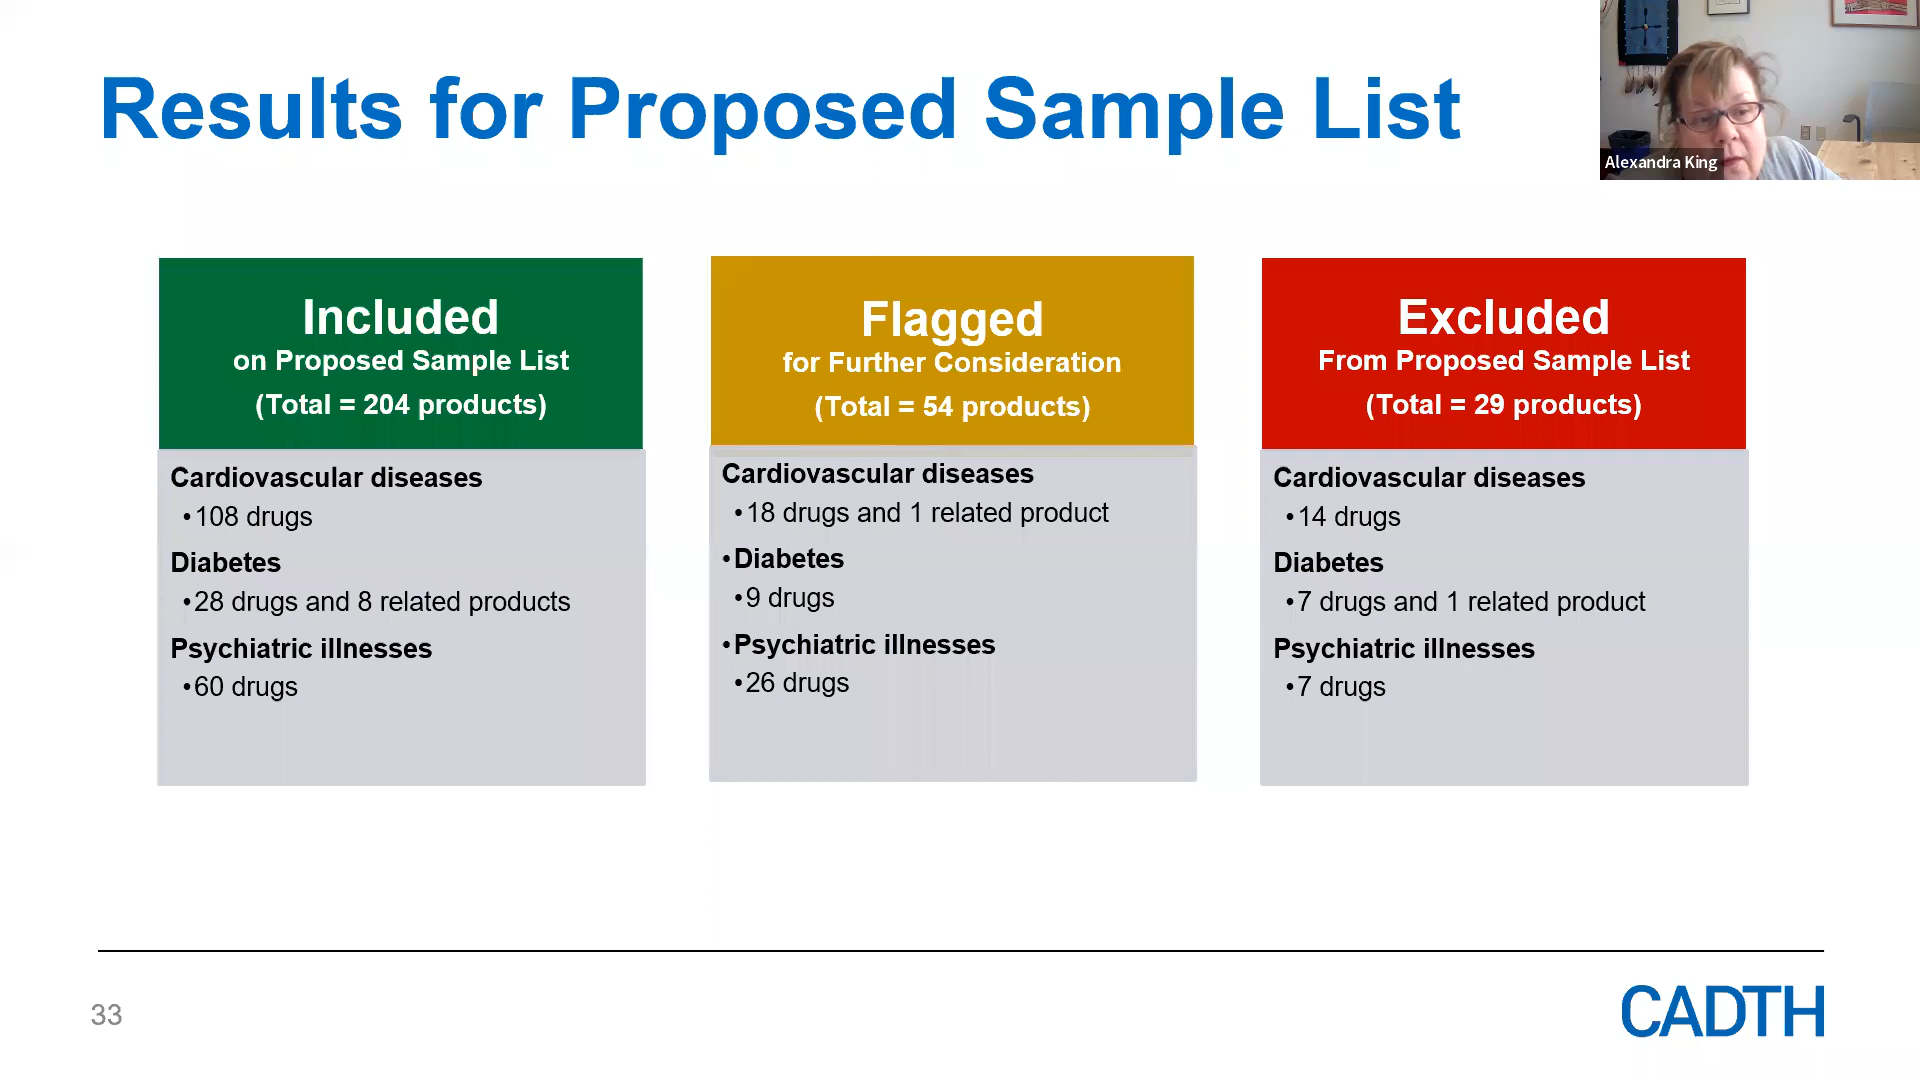 Results for Proposed Sample List
Alexandra King
Included
on Proposed Sample List
(Total = 204 products)
Cardiovascular diseases
•108 drugs
Diabetes
•28 drugs and 8 related products
Psychiatric illnesses
•60 drugs
Flagged
for Further Consideration
(Total = 54 products)
Cardiovascular diseases
•18 drugs and 1 related product
•Diabetes
•9 drugs
•Psychiatric illnesses
•26 drugs
Excluded
From Proposed Sample List
(Total = 29 products)
Cardiovascular diseases
•14 drugs
Diabetes
•7 drugs and 1 related product
Psychiatric illnesses
•7 drugs
33
CADTH